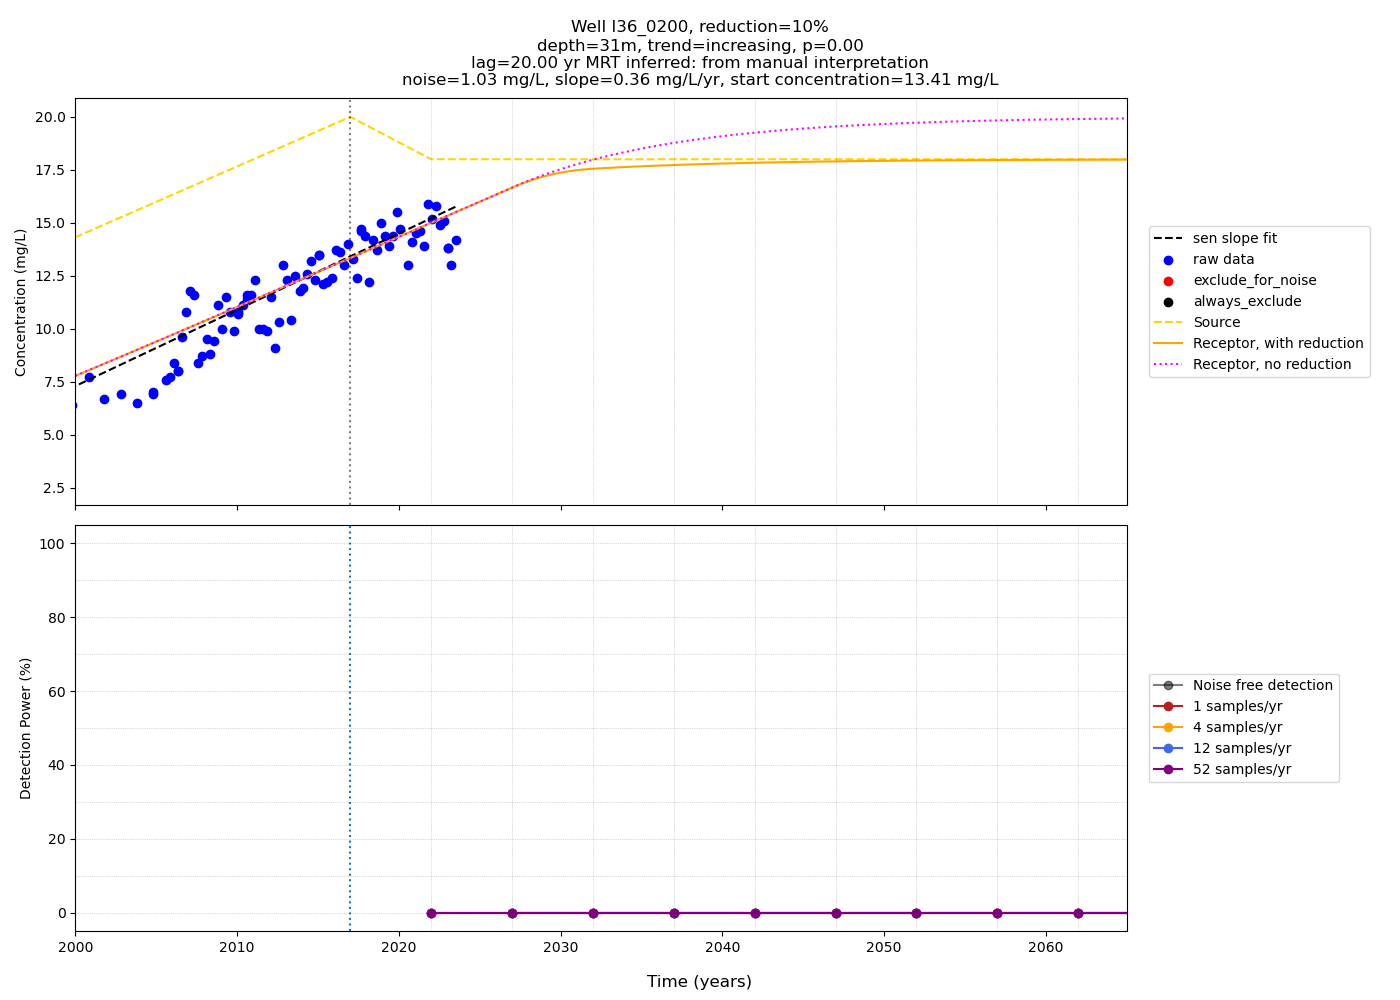 Well l36_0200, reduction=10%
depth=31m, trend=increasing, p=0.00
lag=20.00 yr MRT inferred: from manual interpretation
noise=1.03 mg/L, slope=0.36 mg/L/yr, start concentration=13.41 mg/L
Concentration (mg/L)
20.0
17.5
15.0
12.5
10.0
7.5
5.0
2.5
sen slope fit
raw data
exclude_for_noise
always_exclude
Source
Receptor, with reduction
Receptor, no reduction
Detection Power (%)
100
80
60
40
20
0
Noise free detection
1 samples/yr
4 samples/yr
12 samples/yr
52 samples/yr
2000 2010 2020 2030 2040 2050 2060
Time (years)